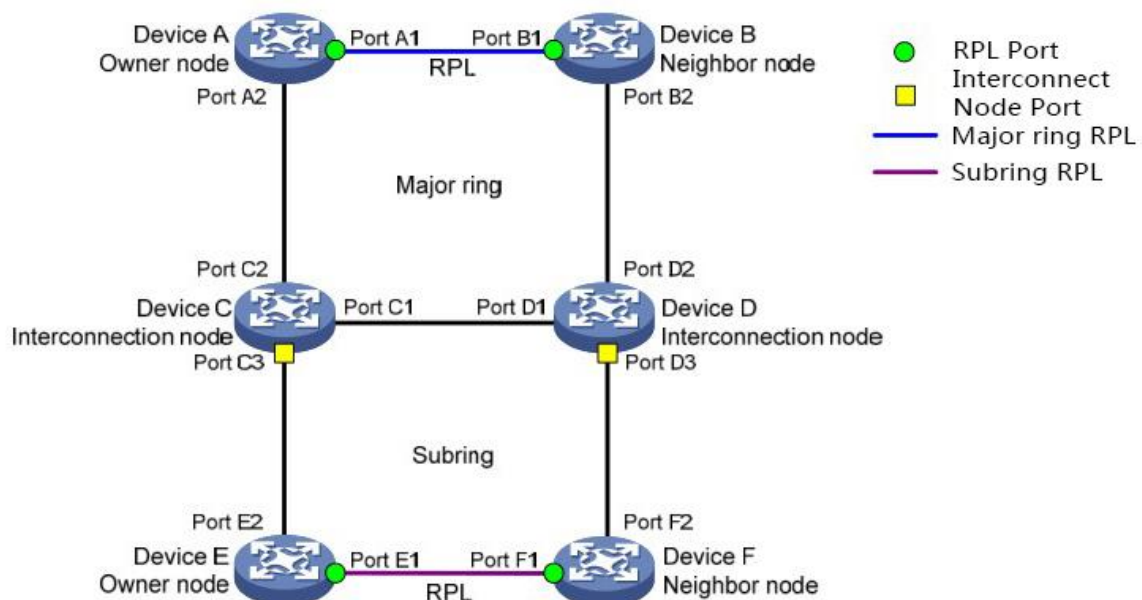 Device A
Owner node
Port A1
Port B1
RPL
Device B
Neighbor node
Port A2
Port B2
RPL Port
Interconnect
Node Port
Major ring RPL
Subring RPL
Major ring
Port C2
Port D2
Device C
Interconnection node
Port C1
Port D1
Device D
Interconnection node
Port C3
Port D3
Subring
Port E2
Port F2
Device E
Owner node
Port E1
Port F1
RPL
Device F
Neighbor node